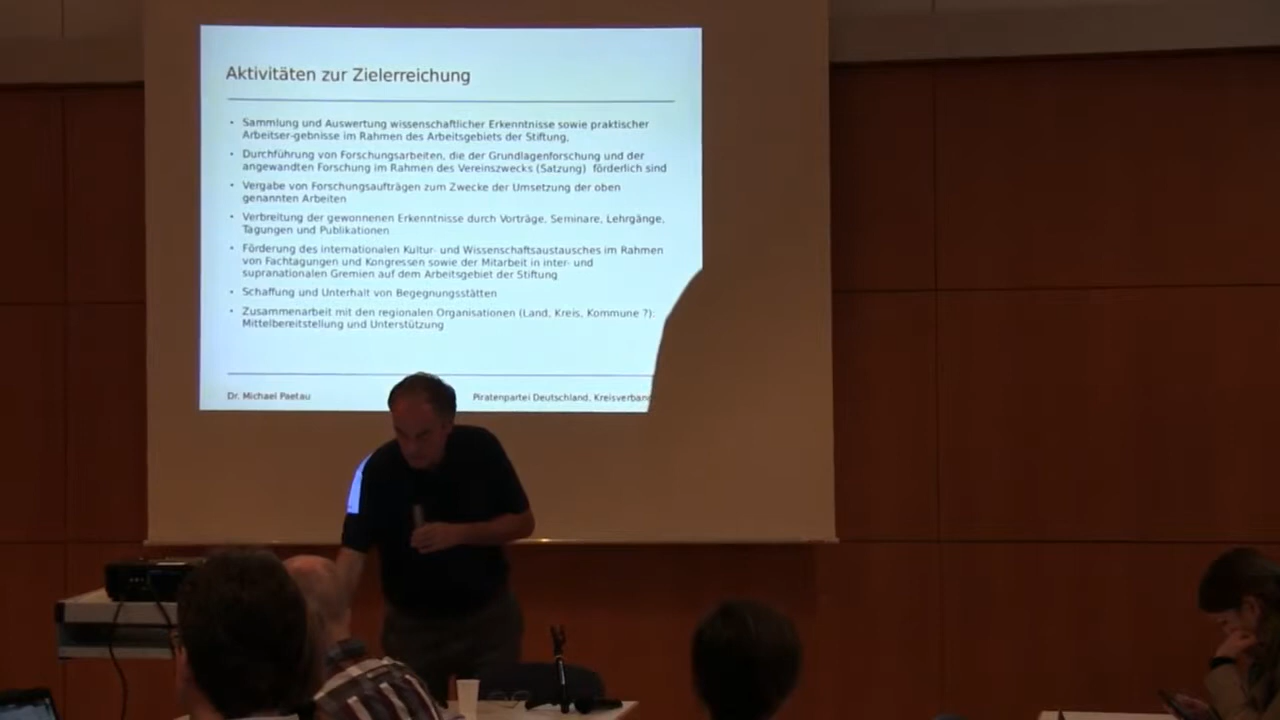 Aktivitäten zur Zielerreichung
• Sammlung und Auswertung wissenschaftlicher Erkenntnisse sowie praktischer
Arbeitser-gebnisse im Rahmen des Arbeitsgebiets der Stiftung.
• Durchführung von Forschungsarbeiten, die der Grundlagenforschung und der
angewandten Forschung im Rahmen des Vereinszwecks (Satzung) förderlich sind
• Vergabe von Forschungsaufträgen zum Zwecke der Umsetzung der oben
genannten Arbeiten
• Verbreitung der gewonnenen Erkenntnisse durch Vorträge, Seminare, Lehrgänge,
Tagungen und Publikationen
• Förderung des internationalen Kultur- und Wissenschaftsaustausches im Rahmen
von Fachtagungen und Kongressen sowie der Mitarbeit in inter- und
supranationalen Gremien auf dem Arbeitsgebiet der Stiftung
• Schaffung und Unterhalt von Begegnungsstätten
• Zusammenarbeit mit den regionalen Organisationen (Land, Kreis, Kommune ?):
Mittelbereitstellung und Unterstützung
Dr. Michael Paetau Piratenpartei Deutschland, Kreisverband